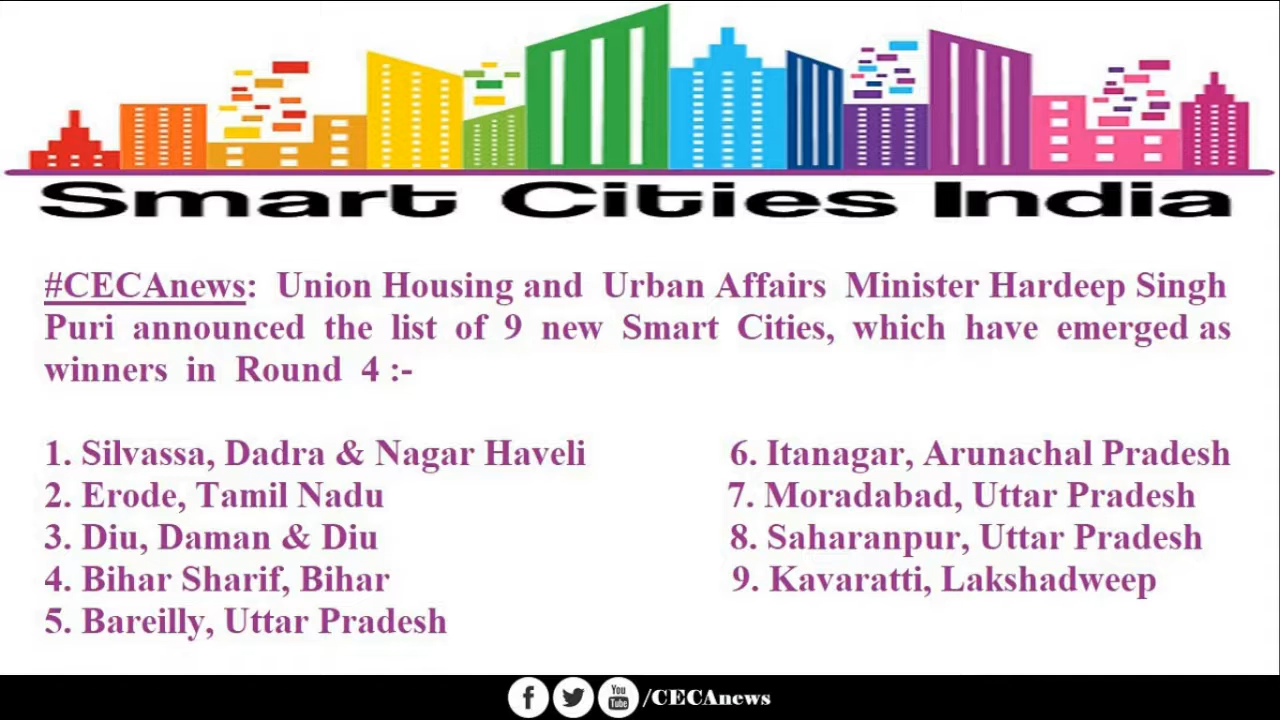 Smart Cities India
#CECAnews: Union Housing and Urban Affairs Minister Hardeep Singh
Puri announced the list of 9 new Smart Cities, which have emerged as
winners in Round 4 :-
1. Silvassa, Dadra & Nagar Haveli
2. Erode, Tamil Nadu
3. Diu, Daman & Diu
4. Bihar Sharif, Bihar
5. Bareilly, Uttar Pradesh
6. Itanagar, Arunachal Pradesh
7. Moradabad, Uttar Pradesh
8. Saharanpur, Uttar Pradesh
9. Kavaratti, Lakshadweep
f You Tube /CECAnews